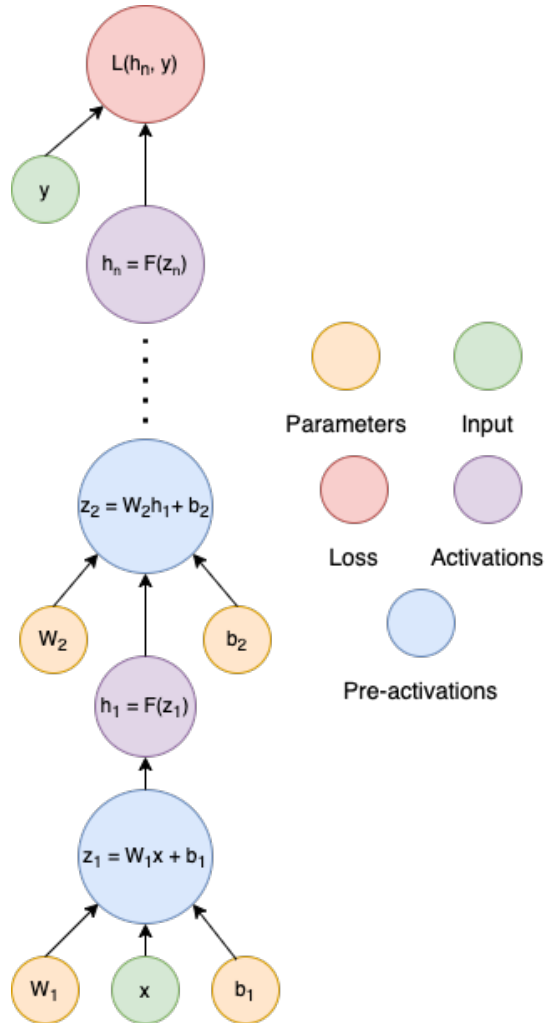 L(hₙ, y)
y
hₙ = F(zₙ)
z₂ = W₂h₁+ b₂
W₂
b₂
h₁ = F(z₁)
z₁ = W₁x + b₁
W₁
x
b₁
Parameters
Input
Loss
Activations
Pre-activations